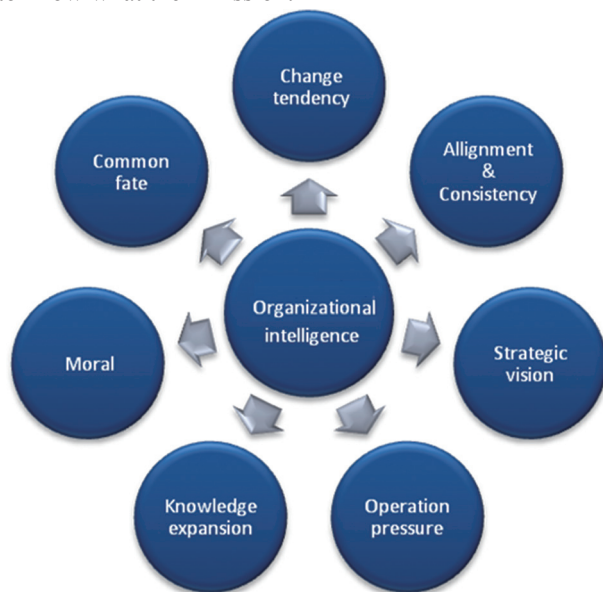 Change
tendency
Allignment
&
Consistency
Common
fate
Organizational
intelligence
Strategic
vision
Moral
Knowledge
expansion
Operation
pressure